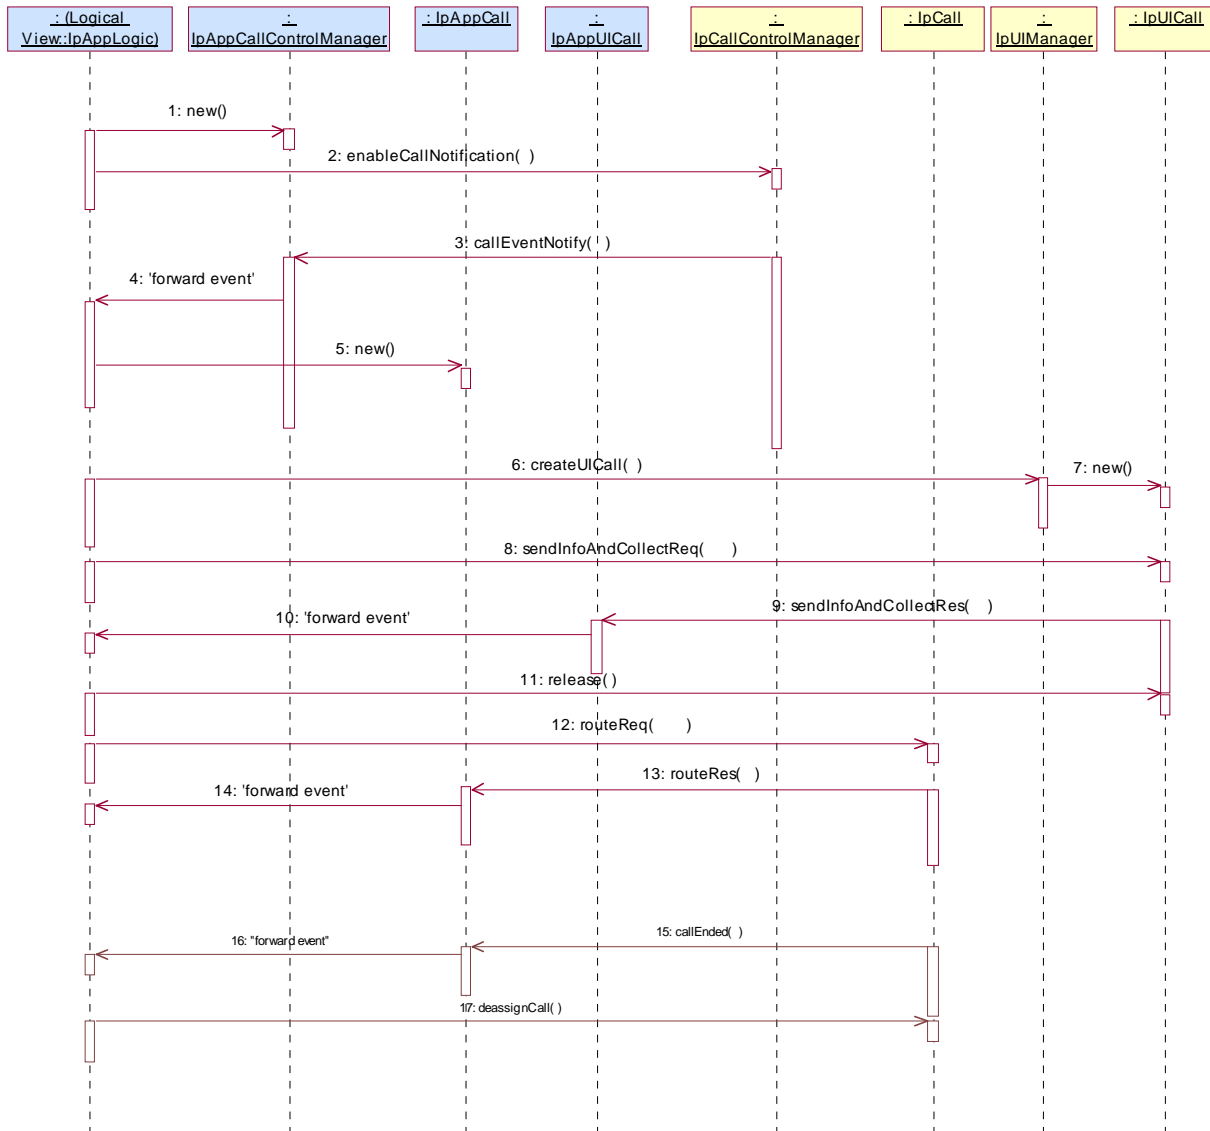 : (Logical
View::IpAppLogic)
:
IpAppCallControlManager
: IpAppCall
:
IpAppUICall
:
IpCallControlManager
: IpCall
:
IpUIManager
: IpUICall
1: new()
2: enableCallNotification( )
3: callEventNotify( )
4: 'forward event'
5: new()
6: createUICall( )
7: new()
8: sendInfoAndCollectReq( )
9: sendInfoAndCollectRes( )
10: 'forward event'
11: release( )
12: routeReq( )
13: routeRes( )
14: 'forward event'
15: callEnded( )
16: "forward event"
17: deassignCall( )